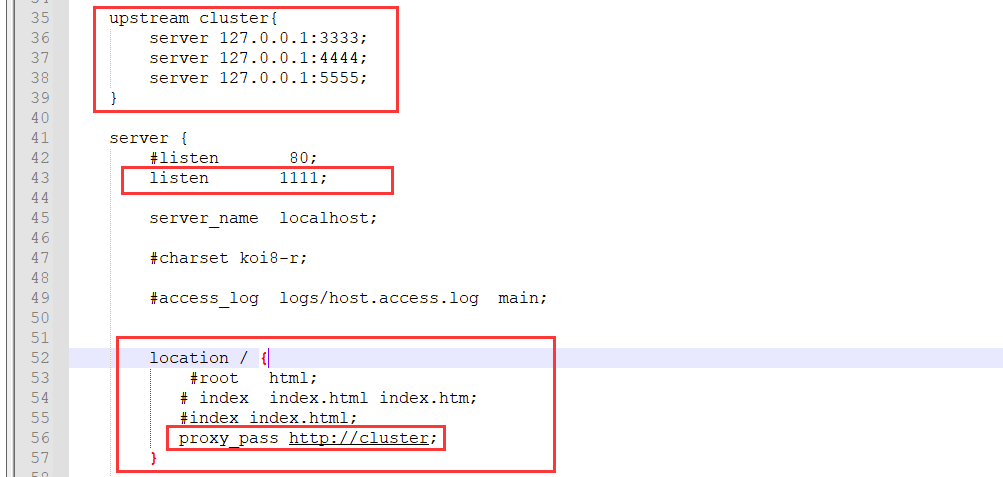 35 upstream cluster{
36 server 127.0.0.1:3333;
37 server 127.0.0.1:4444;
38 server 127.0.0.1:5555;
39 }
40
41 server {
42 #listen 80;
43 listen 1111;
44
45 server_name localhost;
46
47 #charset koi8-r;
48
49 #access_log logs/host.access.log main;
50
51
52 location / {
53 #root html;
54 # index index.html index.htm;
55 #index index.html;
56 proxy_pass http://cluster;
57 }